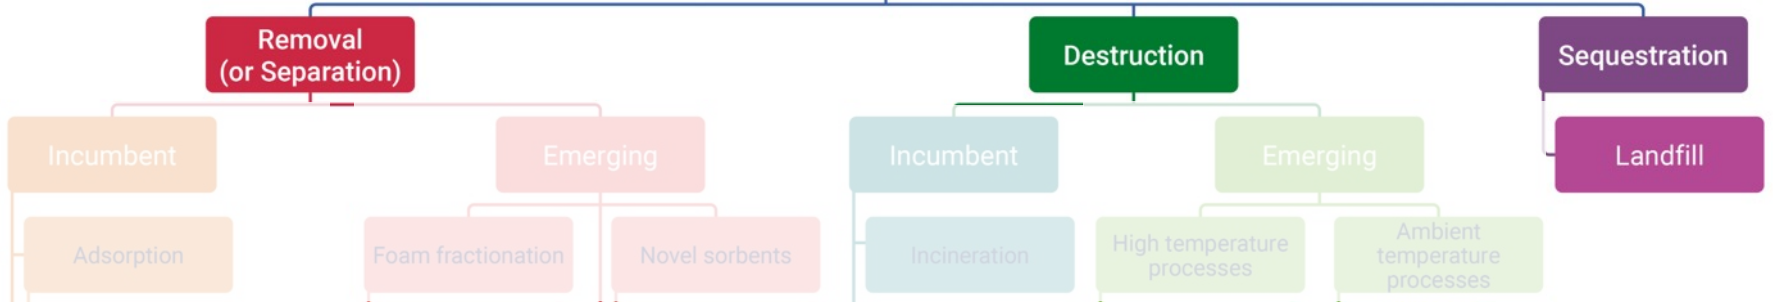 Removal
(or Separation)
Destruction
Sequestration
Incumbent
Emerging
Incumbent
Emerging
Landfill
Adsorption
Foam fractionation
Novel sorbents
Incineration
High temperature
processes
Ambient
temperature
processes